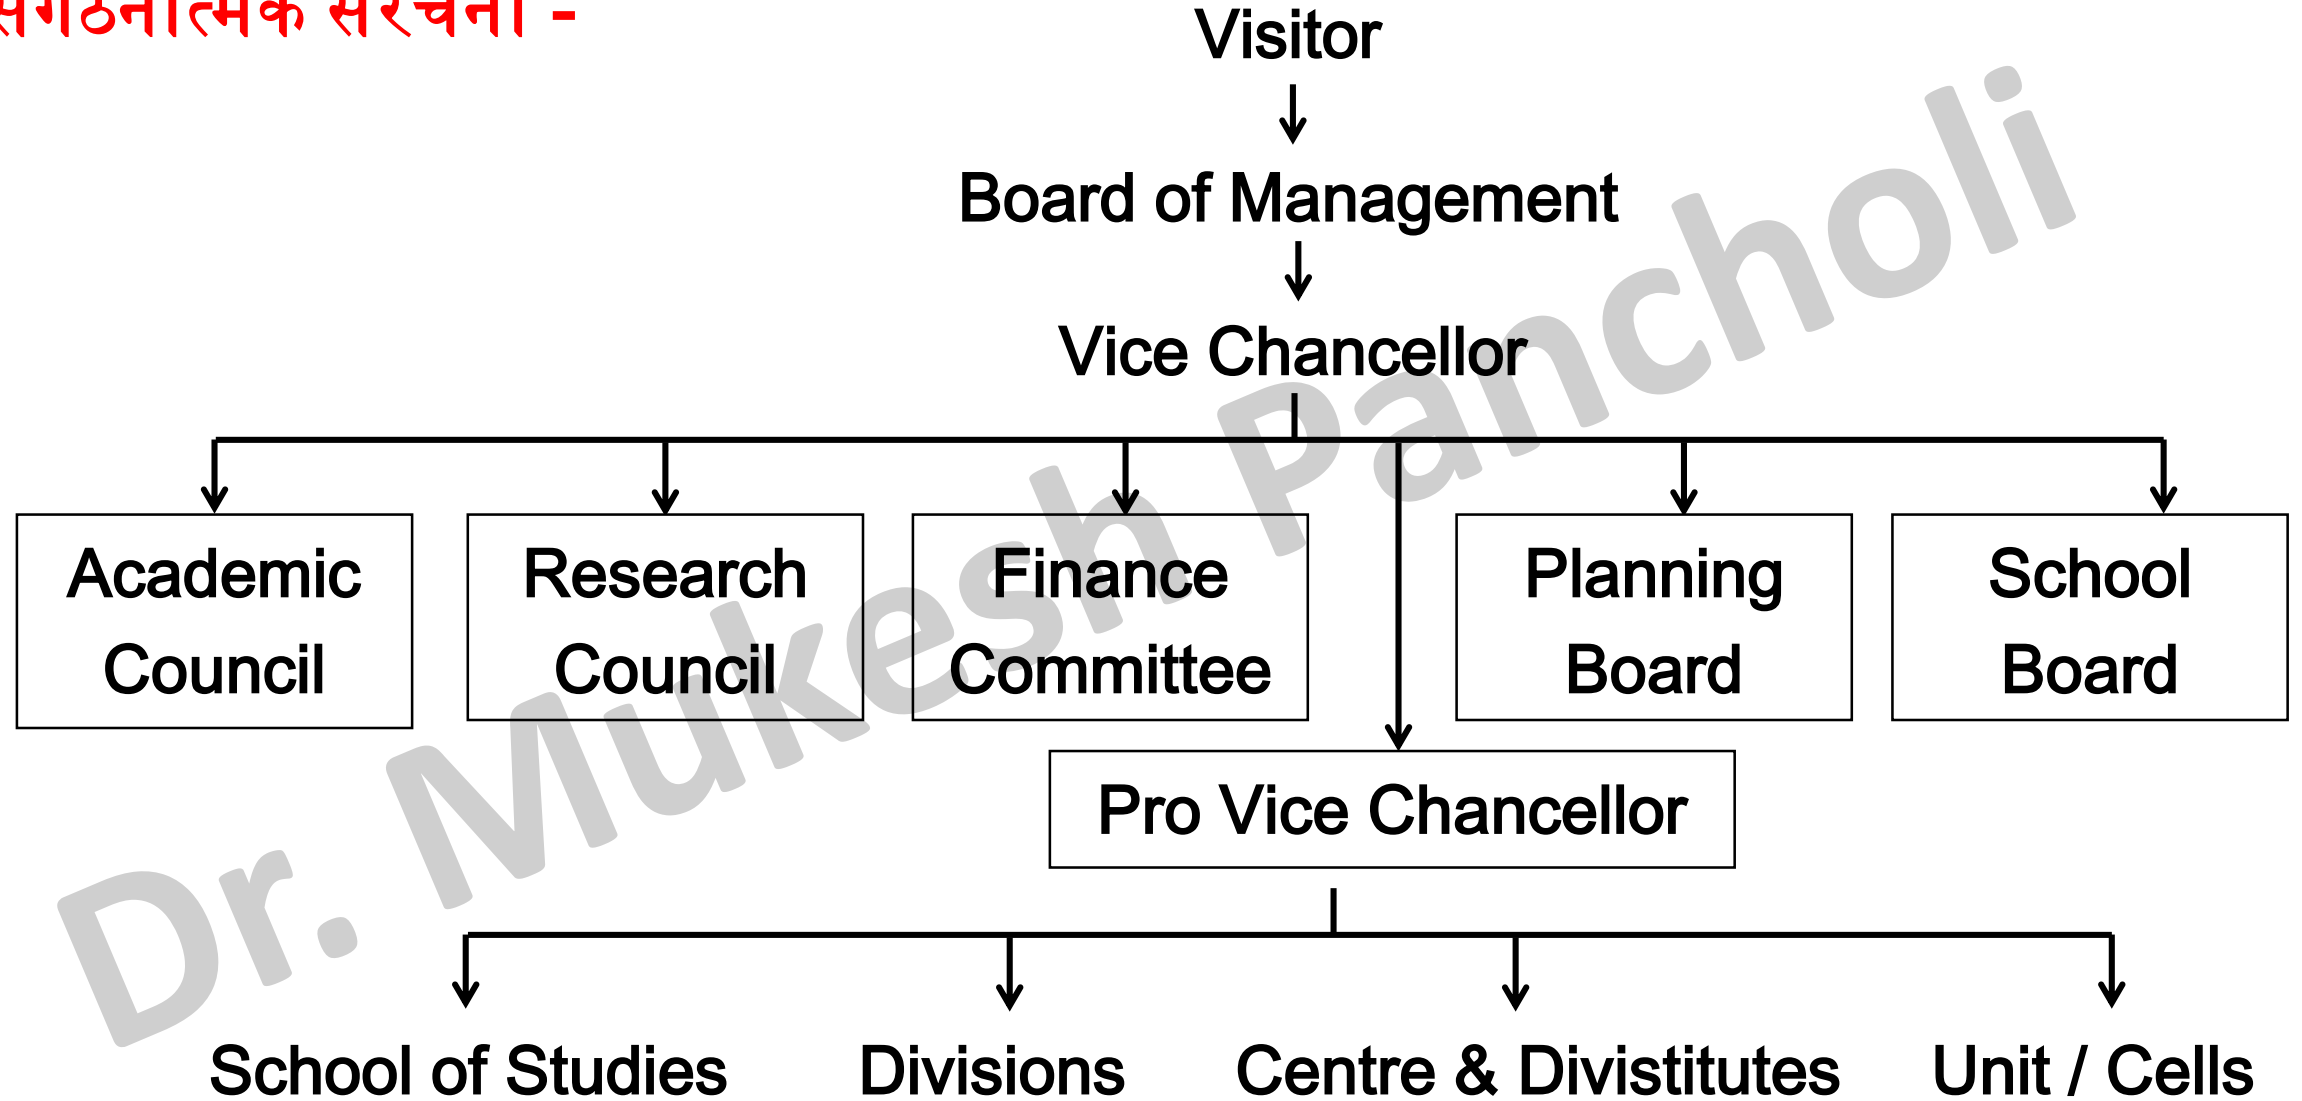 संगठनात्मक संरचना -
Visitor
Board of Management
Vice Chancellor
Academic
Council
Research
Council
Finance
Committee
Planning
Board
School
Board
Pro Vice Chancellor
School of Studies
Divisions
Centre & Divistitutes
Unit / Cells
Dr. Mukesh Pancholi